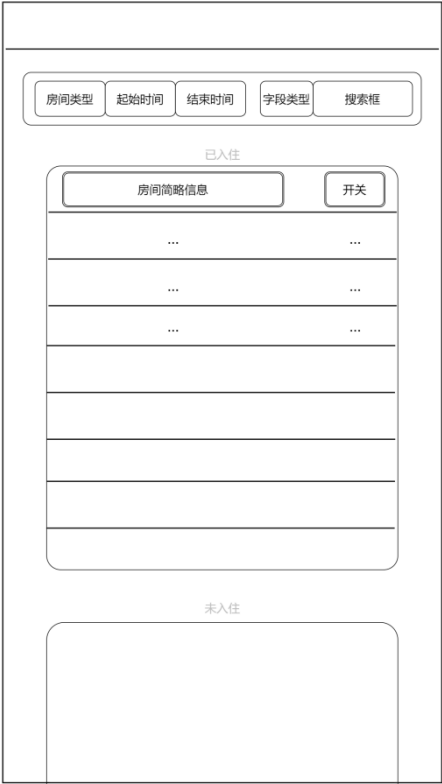 房间类型 起始时间 结束时间 字段类型 搜索框
已入住
房间简略信息 开关
... ...
... ...
... ...
未入住